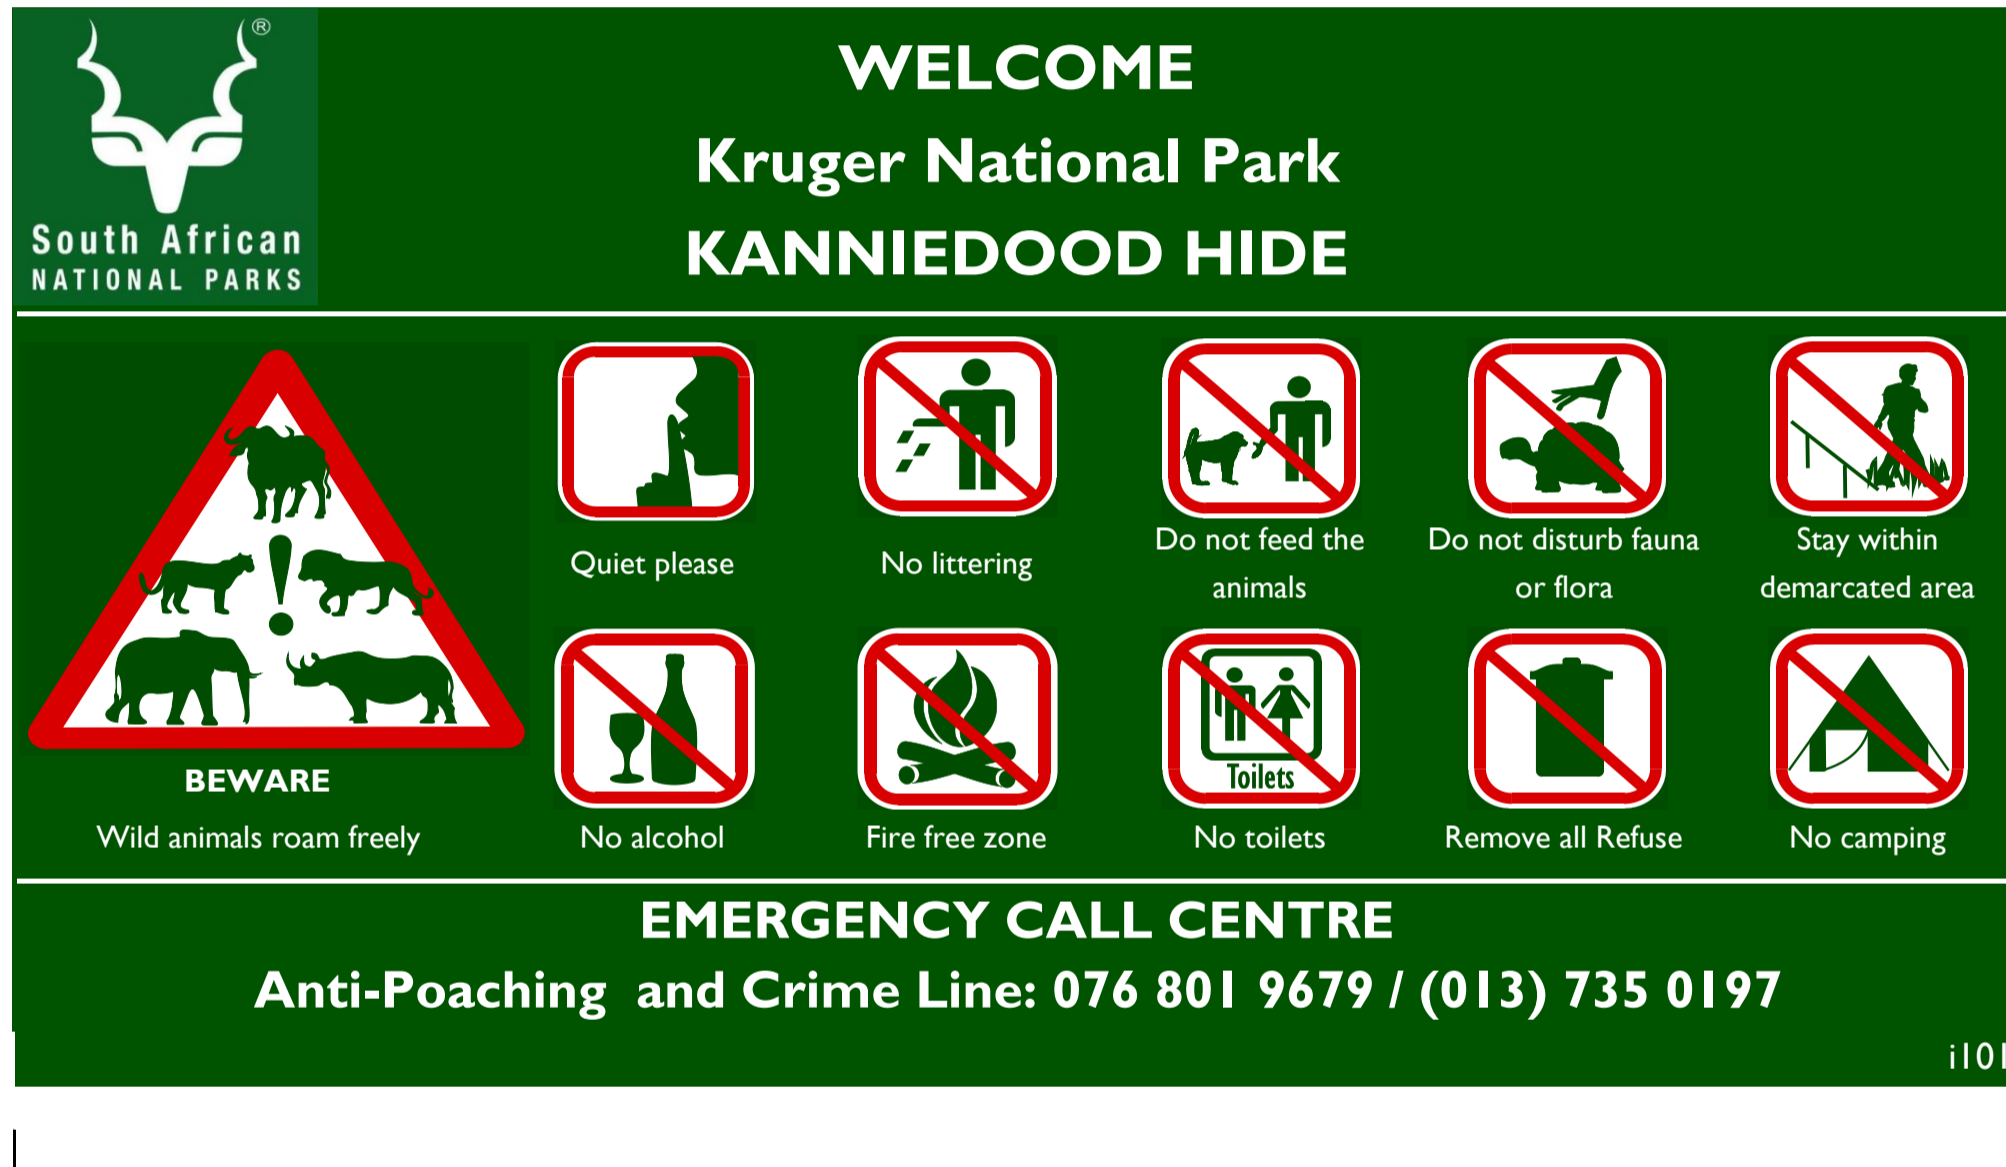 ®
South African
NATIONAL PARKS
WELCOME
Kruger National Park
KANNIEDOOD HIDE
BEWARE
Wild animals roam freely
Quiet please
No littering
Do not feed the
animals
Do not disturb fauna
or flora
Stay within
demarcated area
No alcohol
Fire free zone
Toilets
No toilets
Remove all Refuse
No camping
EMERGENCY CALL CENTRE
Anti-Poaching and Crime Line: 076 801 9679 / (013) 735 0197
i101